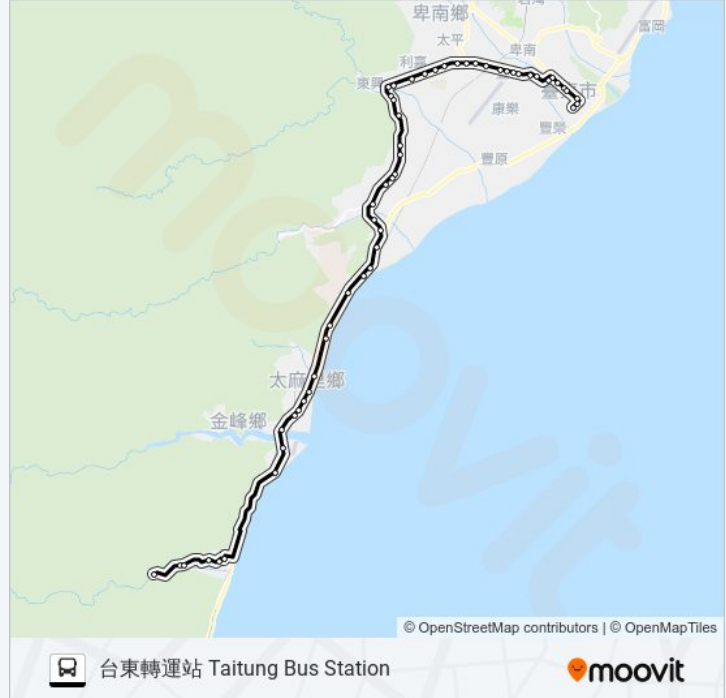 卑南鄉
富岡
太平
卑南
利嘉
東興
臺東市
康樂
豐榮
豐原
太麻里鄉
金峰鄉
moovit
© OpenStreetMap contributors | © OpenMapTiles
台東轉運站 Taitung Bus Station
moovit